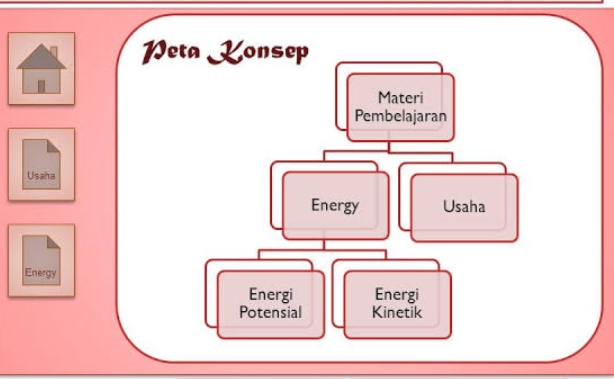 Peta Konsep
Materi
Pembelajaran
Usaha
Energy
Usaha
Energy
Energi
Potensial
Energi
Kinetik